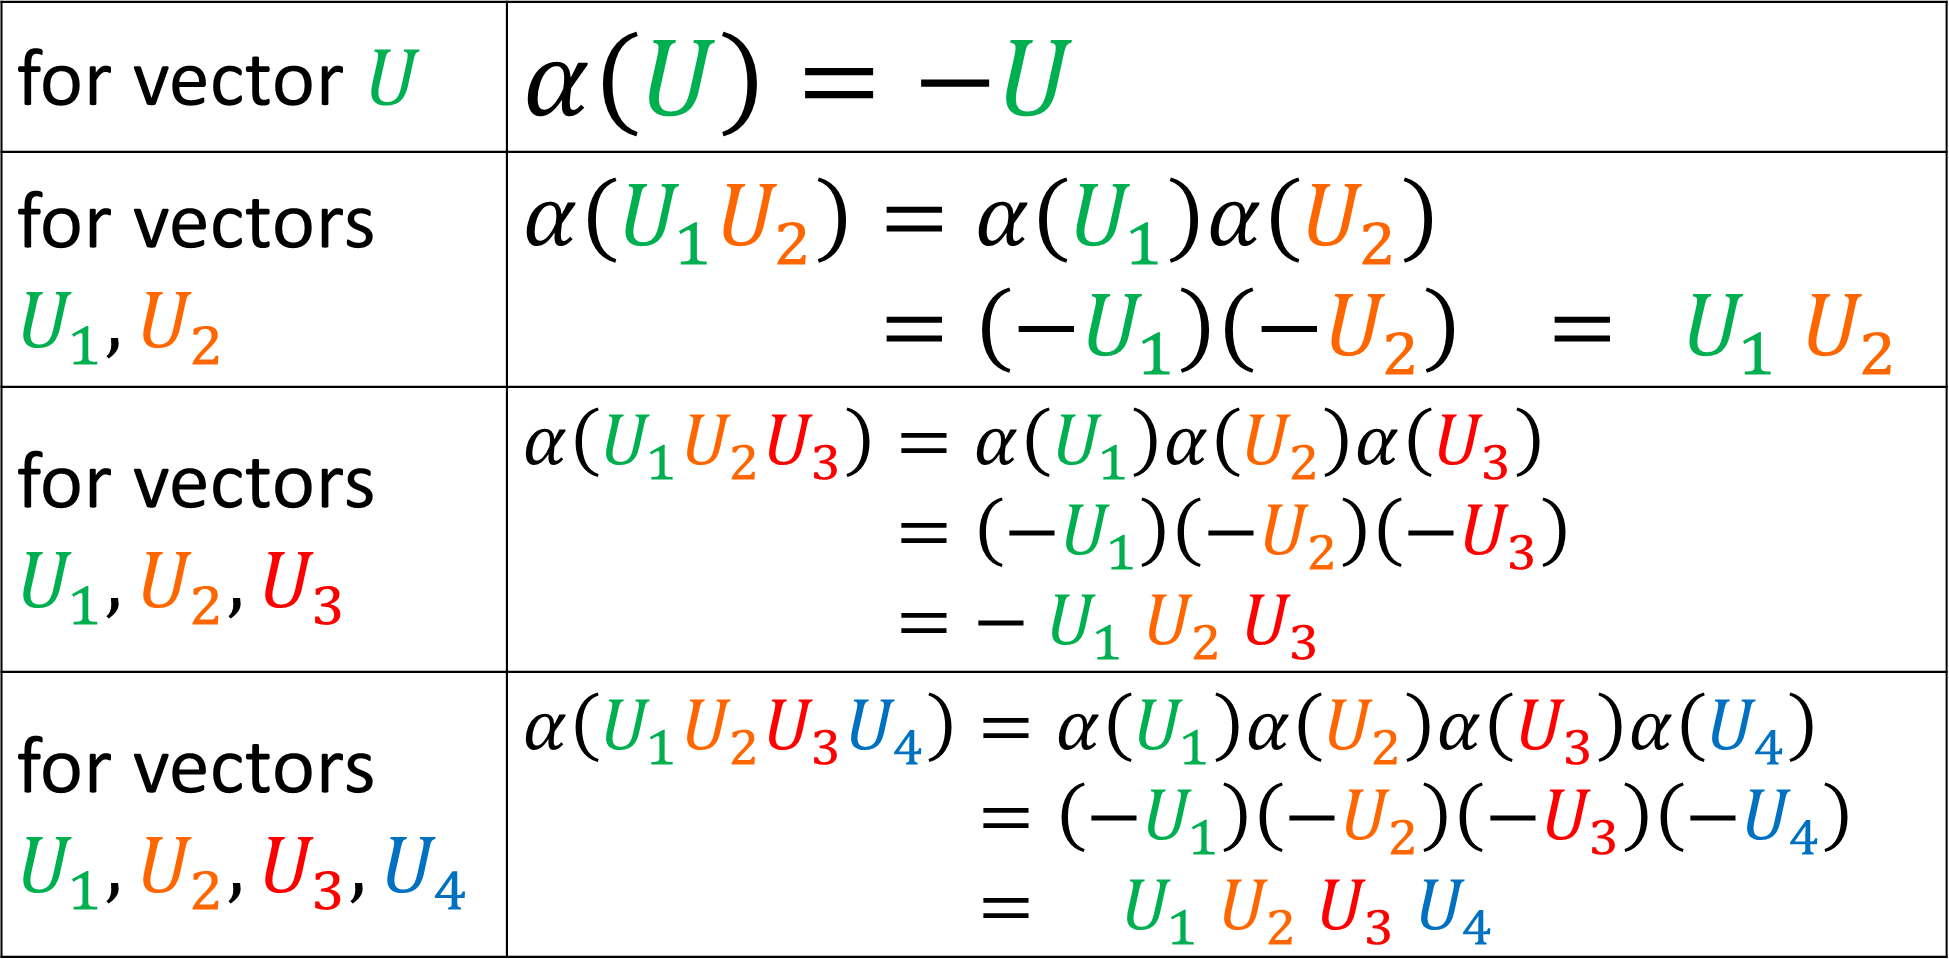 for vector U
α(U) = −U
for vectors
U₁, U₂
α(U₁U₂) = α(U₁)α(U₂)
= (−U₁)(−U₂) = U₁ U₂
for vectors
U₁, U₂, U₃
α(U₁U₂U₃) = α(U₁)α(U₂)α(U₃)
= (−U₁)(−U₂)(−U₃)
= − U₁ U₂ U₃
for vectors
U₁, U₂, U₃, U₄
α(U₁U₂U₃U₄) = α(U₁)α(U₂)α(U₃)α(U₄)
= (−U₁)(−U₂)(−U₃)(−U₄)
= U₁ U₂ U₃ U₄